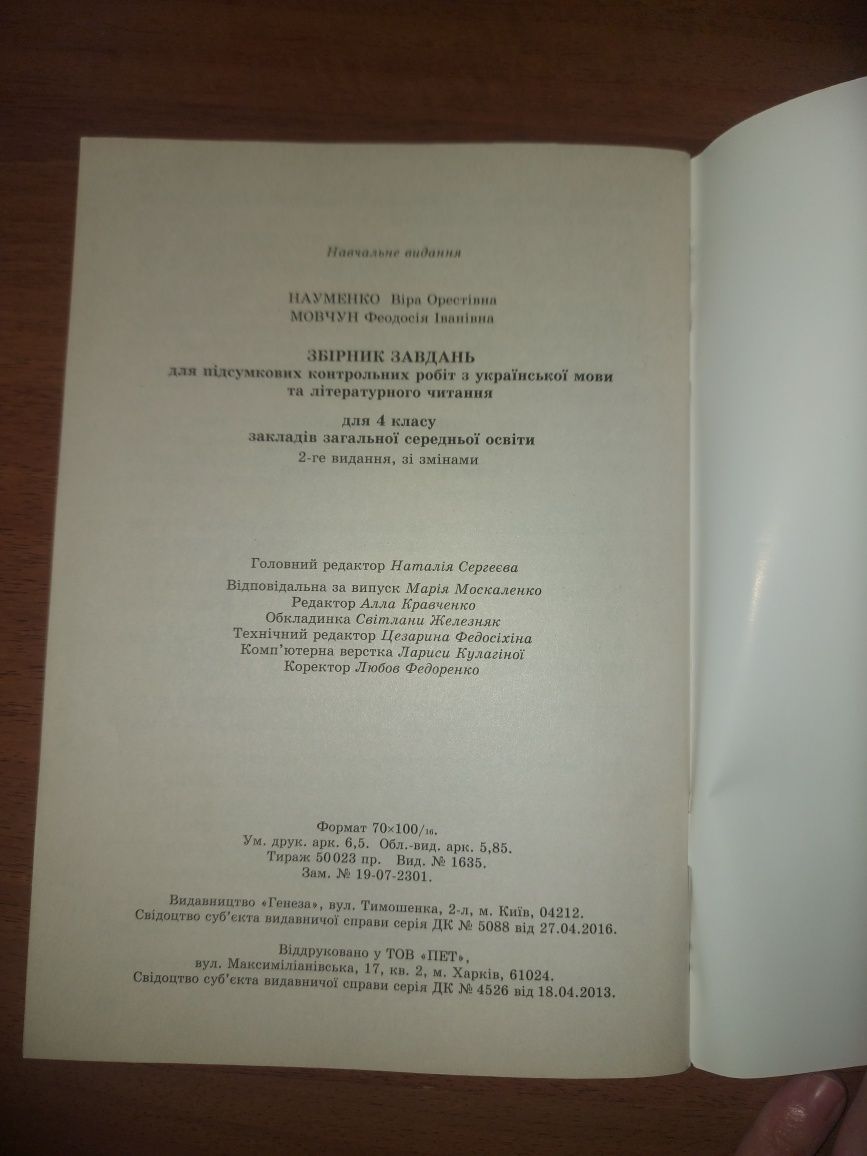 Навчальне видання
НАУМЕНКО Віра Орестівна
МОВЧУН Феодосія Іванівна
ЗБІРНИК ЗАВДАНЬ
для підсумкових контрольних робіт з української мови
та літературного читання
для 4 класу
закладів загальної середньої освіти
2-ге видання, зі змінами
Головний редактор Наталія Сергеєва
Відповідальна за випуск Марія Москаленко
Редактор Алла Кравченко
Обкладинка Світлани Железняк
Технічний редактор Цезарина Федосіхіна
Комп'ютерна верстка Лариси Кулагіної
Коректор Любов Федоренко
Формат 70×100/16.
Ум. друк. арк. 6,5. Обл.-вид. арк. 5,85.
Тираж 50023 пр. Вид. № 1635.
Зам. № 19-07-2301.
Видавництво «Генеза», вул. Тимошенка, 2-л, м. Київ, 04212.
Свідоцтво суб'єкта видавничої справи серія ДК № 5088 від 27.04.2016.
Віддруковано у ТОВ «ПЕТ»,
вул. Максиміліанівська, 17, кв. 2, м. Харків, 61024.
Свідоцтво суб'єкта видавничої справи серія ДК № 4526 від 18.04.2013.